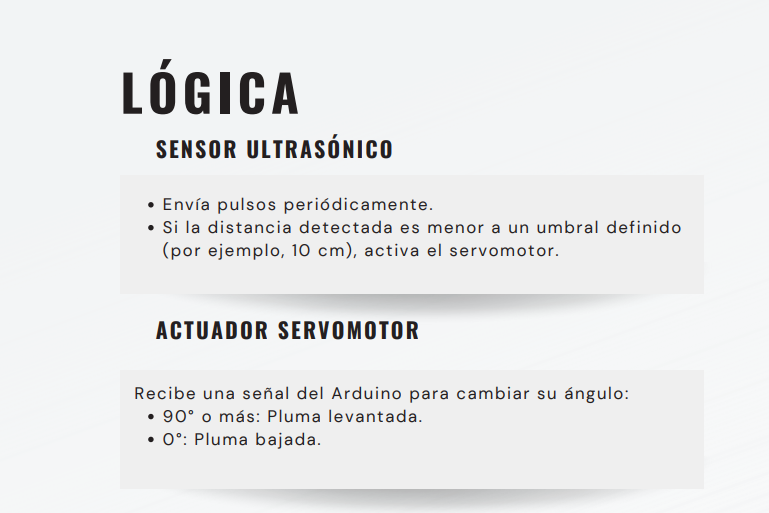 LÓGICA
SENSOR ULTRASÓNICO
• Envía pulsos periódicamente.
• Si la distancia detectada es menor a un umbral definido
(por ejemplo, 10 cm), activa el servomotor.
ACTUADOR SERVOMOTOR
Recibe una señal del Arduino para cambiar su ángulo:
• 90° o más: Pluma levantada.
• 0°: Pluma bajada.